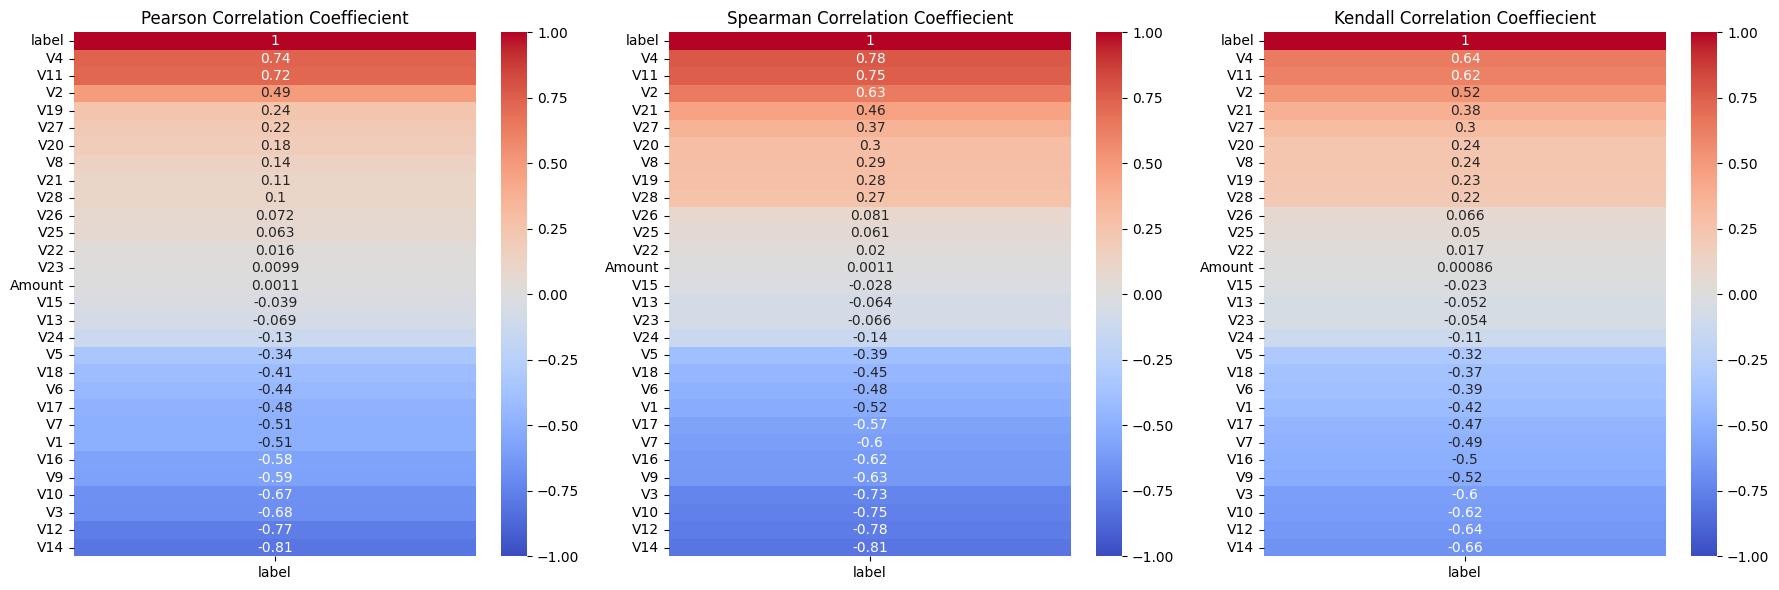 Pearson Correlation Coeffiecient
label 1 1.00
V4 0.74
V11 0.72
V2 0.49 0.75
V19 0.24
V27 0.22
V20 0.18
V8 0.14 0.50
V21 0.11
V28 0.1
V26 0.072
V25 0.063 0.25
V22 0.016
V23 0.0099
Amount 0.0011 0.00
V15 -0.039
V13 -0.069
V24 -0.13
V5 -0.34 −0.25
V18 -0.41
V6 -0.44
V17 -0.48 −0.50
V7 -0.51
V1 -0.51
V16 -0.58
V9 -0.59 −0.75
V10 -0.67
V3 -0.68
V12 -0.77
V14 -0.81 −1.00
label
Spearman Correlation Coeffiecient
label 1 1.00
V4 0.78
V11 0.75
V2 0.63 0.75
V21 0.46
V27 0.37
V20 0.3
V8 0.29 0.50
V19 0.28
V28 0.27
V26 0.081
V25 0.061 0.25
V22 0.02
Amount 0.0011
V15 -0.028 0.00
V13 -0.064
V23 -0.066
V24 -0.14
V5 -0.39 −0.25
V18 -0.45
V6 -0.48
V1 -0.52 −0.50
V17 -0.57
V7 -0.6
V16 -0.62
V9 -0.63 −0.75
V3 -0.73
V10 -0.75
V12 -0.78
V14 -0.81 −1.00
label
Kendall Correlation Coeffiecient
label 1 1.00
V4 0.64
V11 0.62
V2 0.52 0.75
V21 0.38
V27 0.3
V20 0.24
V8 0.24 0.50
V19 0.23
V28 0.22
V26 0.066
V25 0.05 0.25
V22 0.017
Amount 0.00086
V15 -0.023 0.00
V13 -0.052
V23 -0.054
V24 -0.11
V5 -0.32 −0.25
V18 -0.37
V6 -0.39
V1 -0.42 −0.50
V17 -0.47
V7 -0.49
V16 -0.5
V9 -0.52 −0.75
V3 -0.6
V10 -0.62
V12 -0.64
V14 -0.66 −1.00
label